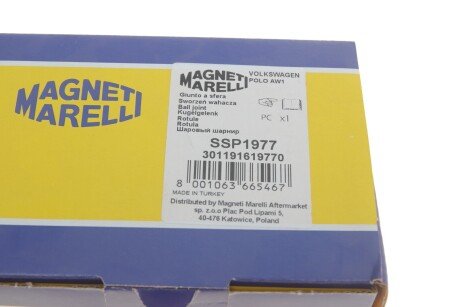 MAGNETI
MARELLI
MAGNETI
MARELLI
VOLKSWAGEN
POLO AW1
Giunto a sfera
Sworzeń wahacza
Ball joint
Kugelgelenk
Rotule
Rotula
Шаровый шарнир
PC x1
SSP1977
301191619770
8 001063 665467
MADE IN TURKEY
Distributed by Magneti Marelli Aftermarket
sp. z.o.o Plac Pod Lipami 5,
40-476 Katowice, Poland